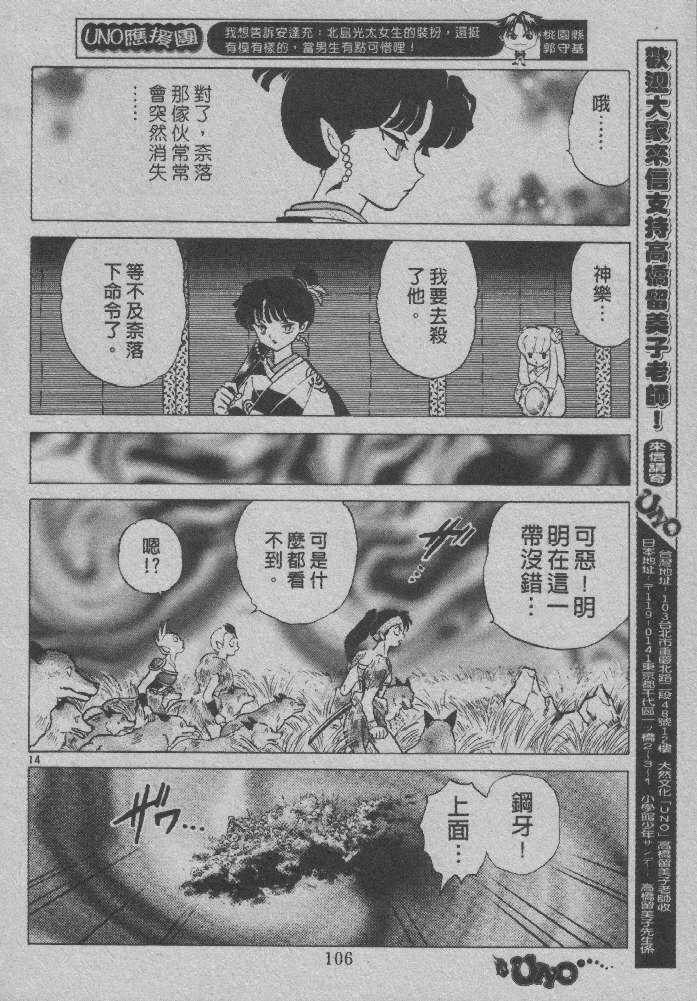 UNO應援團
我想告訴安達充：北島光太女生的裝扮，還挺
有模有樣的，當男生有點可惜哩！
桃園縣
郭守基
歡迎大家來信支持高橋留美子老師！
來信請寄
UNO
台灣地址：103台北市重慶北路二段48號12樓 大然文化「UNO」高橋留美子老師收
日本地址：〒119-0141東京都千代區一ツ橋2-3-1 小學館少年サンデー 高橋留美子先生係
哦……
對了，奈落
那傢伙常常
會突然消失
……
神樂…
我要去殺
了他。
等不及奈落
下命令了。
可惡！明
明在這一
帶沒錯…
可是什
麼都看
不到。
嗯!?
14
鋼牙！
上面…
ザワ…
106
UNO